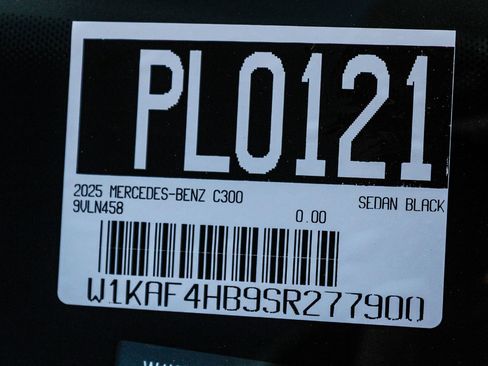 PL0121
2025 MERCEDES-BENZ C300 SEDAN BLACK
9VLN458 0.00
W1KAF4HB9SR277900